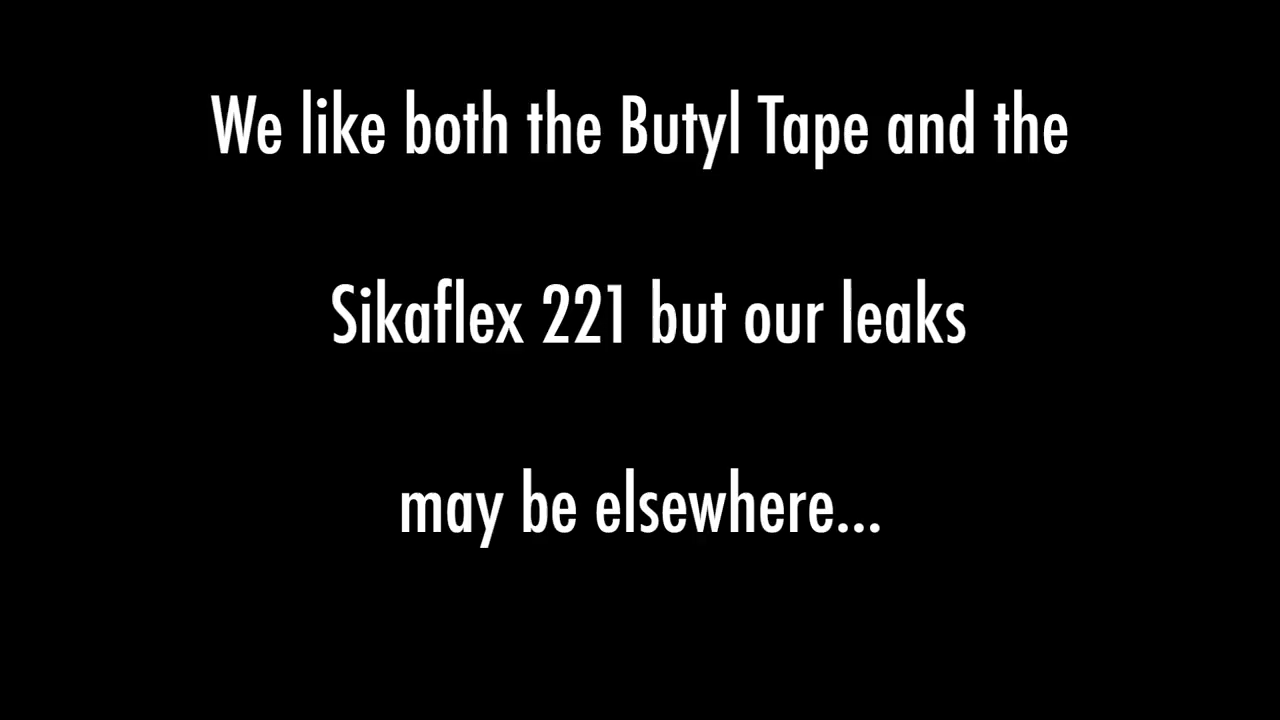 We like both the Butyl Tape and the
Sikaflex 221 but our leaks
may be elsewhere...